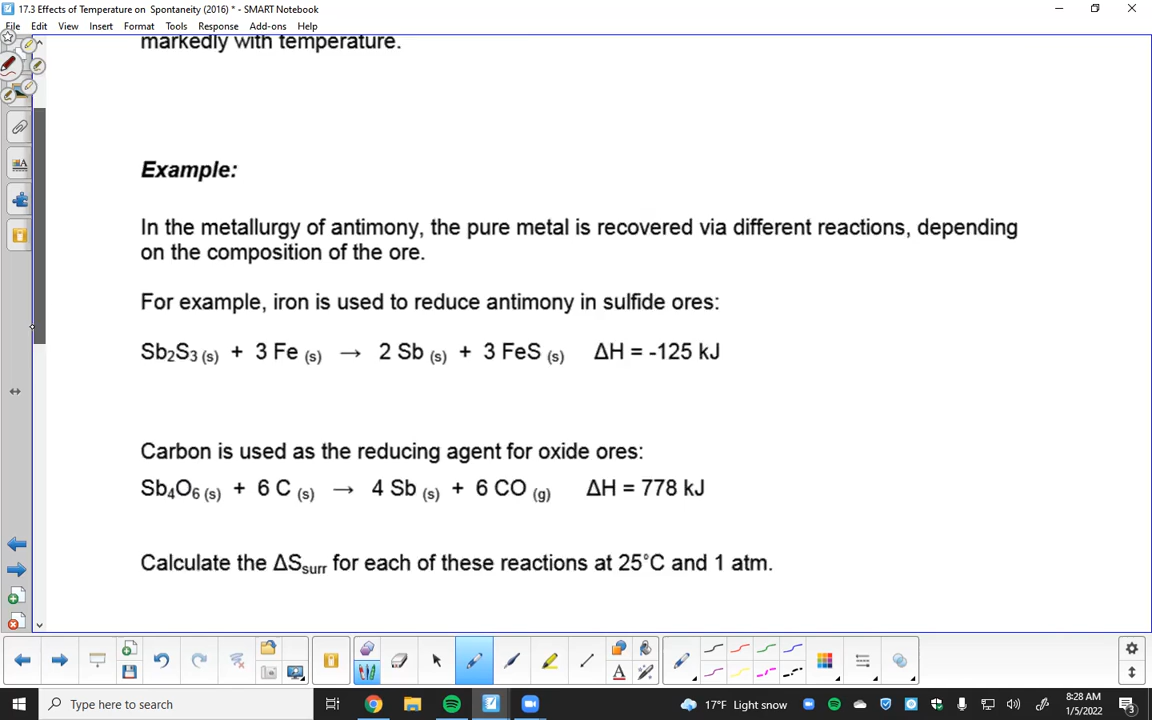 17.3 Effects of Temperature on  Spontaneity (2016) * - SMART Notebook
File Edit View Insert Format Tools Response Add-ons Help
markedly with temperature.
Example:
In the metallurgy of antimony, the pure metal is recovered via different reactions, depending
on the composition of the ore.
For example, iron is used to reduce antimony in sulfide ores:
Sb₂S₃ (s) + 3 Fe (s) → 2 Sb (s) + 3 FeS (s) ΔH = -125 kJ
Carbon is used as the reducing agent for oxide ores:
Sb₄O₆ (s) + 6 C (s) → 4 Sb (s) + 6 CO (g) ΔH = 778 kJ
Calculate the ΔSsurr for each of these reactions at 25°C and 1 atm.
Type here to search
17°F Light snow
8:28 AM
1/5/2022
3